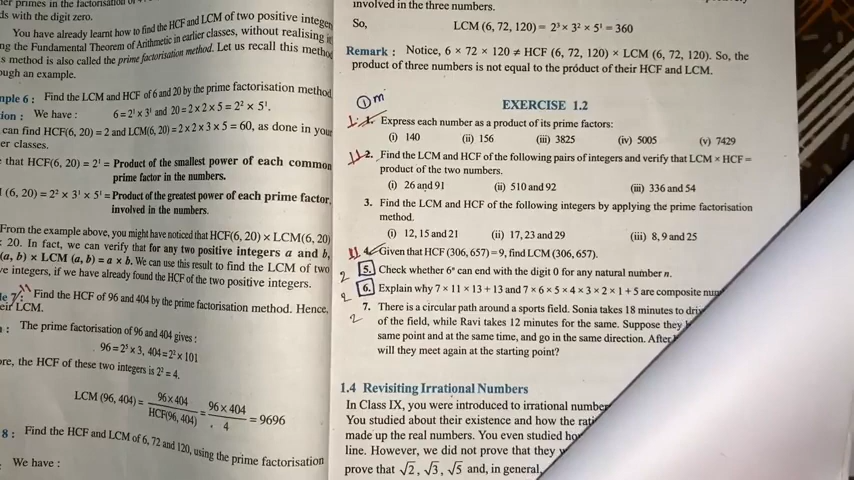 ner primes in the factorisation of
ds with the digit zero.
You have already learnt how to find the HCF and LCM of two positive integers
ng the Fundamental Theorem of Arithmetic in earlier classes, without realising it
s method is also called the prime factorisation method. Let us recall this method
ough an example.
mple 6 : Find the LCM and HCF of 6 and 20 by the prime factorisation method
ion : We have : 6 = 2¹ × 3¹ and 20 = 2 × 2 × 5 = 2² × 5¹.
can find HCF(6, 20) = 2 and LCM(6, 20) = 2 × 2 × 3 × 5 = 60, as done in your
er classes.
that HCF(6, 20) = 2¹ = Product of the smallest power of each common
prime factor in the numbers.
(6, 20) = 2² × 3¹ × 5¹ = Product of the greatest power of each prime factor,
involved in the numbers.
From the example above, you might have noticed that HCF(6, 20) × LCM(6, 20)
20. In fact, we can verify that for any two positive integers a and b,
(a, b) × LCM (a, b) = a × b. We can use this result to find the LCM of two
ve integers, if we have already found the HCF of the two positive integers.
le 7 : Find the HCF of 96 and 404 by the prime factorisation method. Hence,
eir LCM.
: The prime factorisation of 96 and 404 gives :
96 = 2⁵ × 3, 404 = 2² × 101
ore, the HCF of these two integers is 2² = 4.
LCM (96, 404) = 96 × 404 / HCF(96, 404) = 96 × 404 / 4 = 9696
8 : Find the HCF and LCM of 6, 72 and 120, using the prime factorisation
We have :
involved in the three numbers.
So, LCM (6, 72, 120) = 2³ × 3² × 5¹ = 360
Remark : Notice, 6 × 72 × 120 ≠ HCF (6, 72, 120) × LCM (6, 72, 120). So, the
product of three numbers is not equal to the product of their HCF and LCM.
① m
EXERCISE 1.2
1. Express each number as a product of its prime factors:
(i) 140 (ii) 156 (iii) 3825 (iv) 5005 (v) 7429
2. Find the LCM and HCF of the following pairs of integers and verify that LCM × HCF =
product of the two numbers.
(i) 26 and 91 (ii) 510 and 92 (iii) 336 and 54
3. Find the LCM and HCF of the following integers by applying the prime factorisation
method.
(i) 12, 15 and 21 (ii) 17, 23 and 29 (iii) 8, 9 and 25
4. Given that HCF (306, 657) = 9, find LCM (306, 657).
2 5. Check whether 6ⁿ can end with the digit 0 for any natural number n.
2 6. Explain why 7 × 11 × 13 + 13 and 7 × 6 × 5 × 4 × 3 × 2 × 1 + 5 are composite num
7. There is a circular path around a sports field. Sonia takes 18 minutes to driv
2 of the field, while Ravi takes 12 minutes for the same. Suppose they
same point and at the same time, and go in the same direction. After
will they meet again at the starting point?
1.4 Revisiting Irrational Numbers
In Class IX, you were introduced to irrational number
You studied about their existence and how the rati
made up the real numbers. You even studied ho
line. However, we did not prove that they
prove that √2, √3, √5 and, in general,